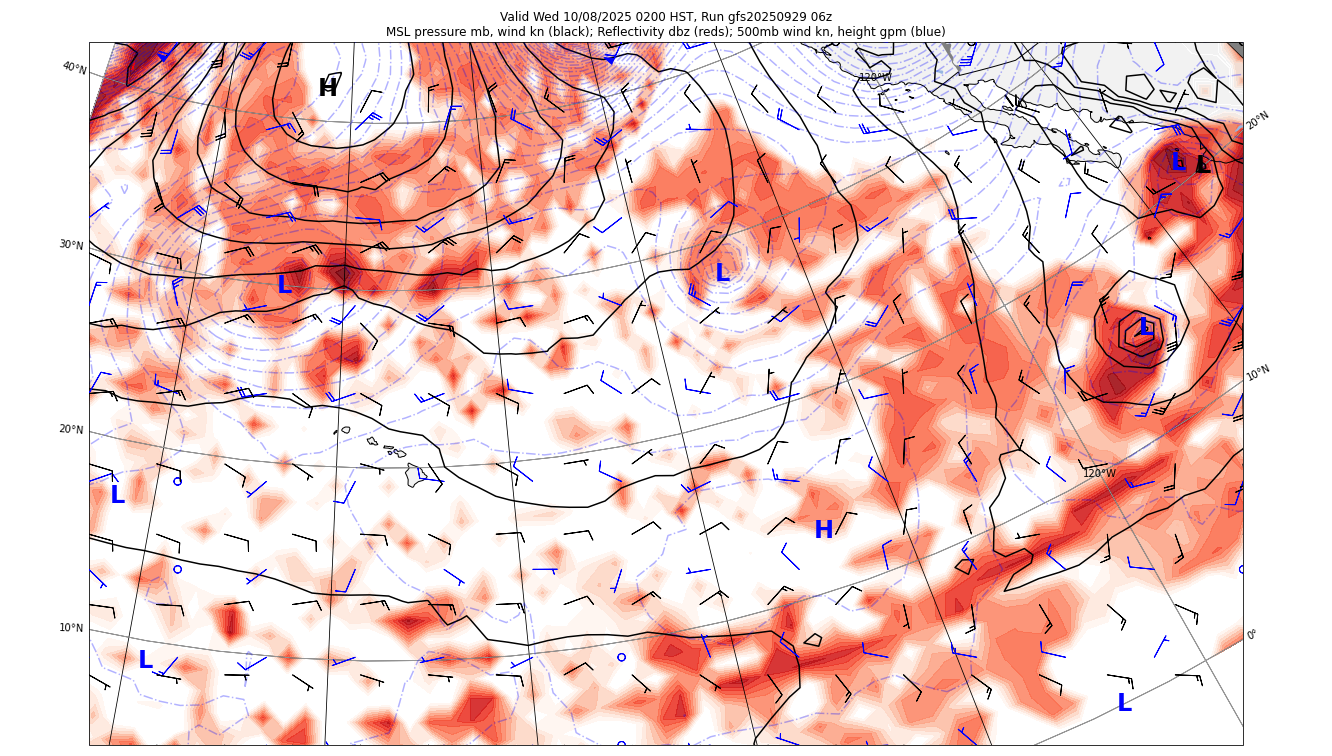 Valid Wed 10/08/2025 0200 HST, Run gfs20250929 06z
MSL pressure mb, wind kn (black); Reflectivity dbz (reds); 500mb wind kn, height gpm (blue)
40°N
H
120°W
20°N
L
L
30°N
L
L
L
10°N
20°N
120°W
L
H
10°N
0°
L
L